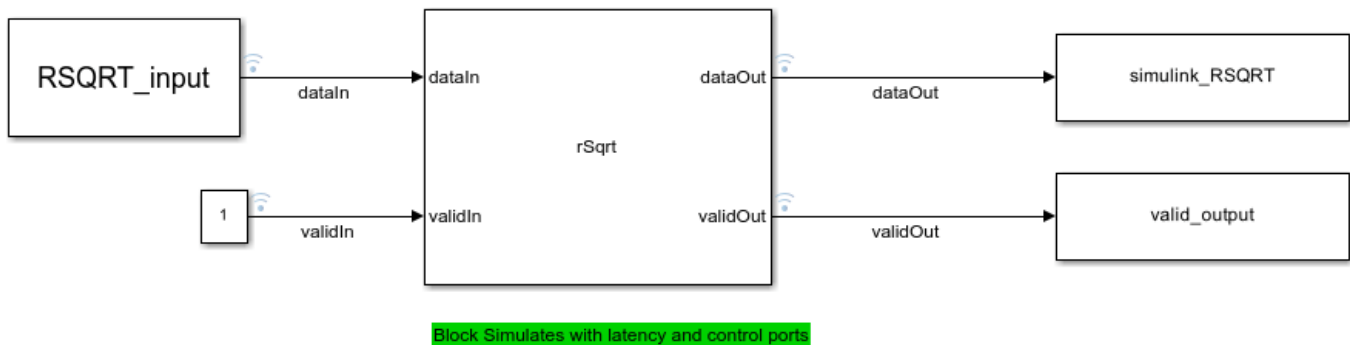 RSQRT_input
dataIn
dataIn
dataOut
dataOut
simulink_RSQRT
rSqrt
1
validIn
validIn
validOut
validOut
valid_output
Block Simulates with latency and control ports